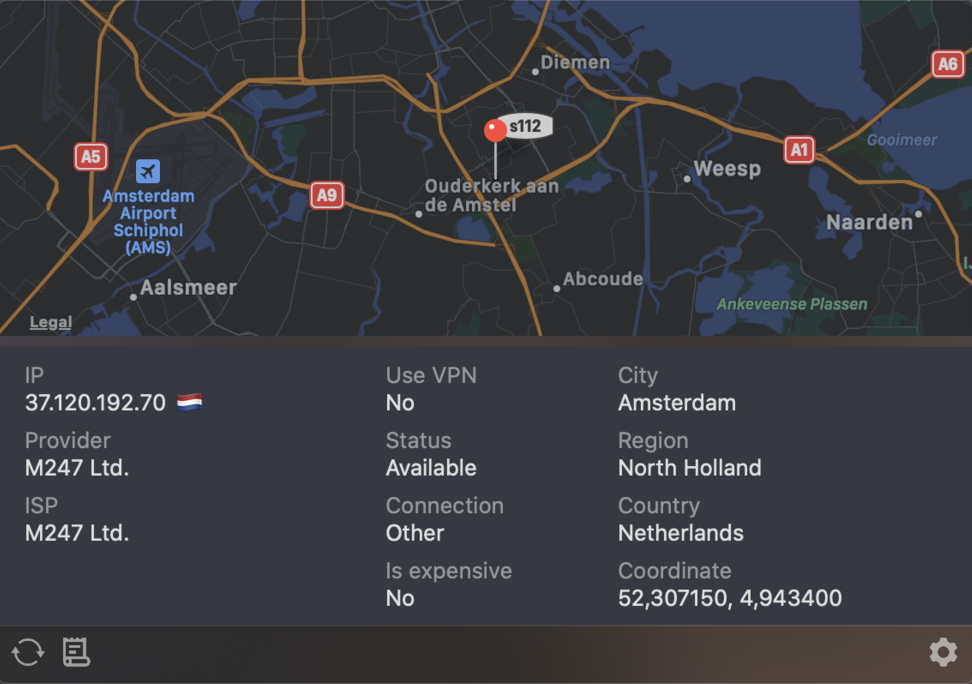 Diemen
A6
s112
A5
A1
Gooimeer
Weesp
Amsterdam
Airport
Schiphol
(AMS)
A9
Ouderkerk aan
de Amstel
Naarden
Abcoude
Aalsmeer
Ankeveense Plassen
Legal
IP
37.120.192.70
Provider
M247 Ltd.
ISP
M247 Ltd.
Use VPN
No
Status
Available
Connection
Other
Is expensive
No
City
Amsterdam
Region
North Holland
Country
Netherlands
Coordinate
52,307150, 4,943400